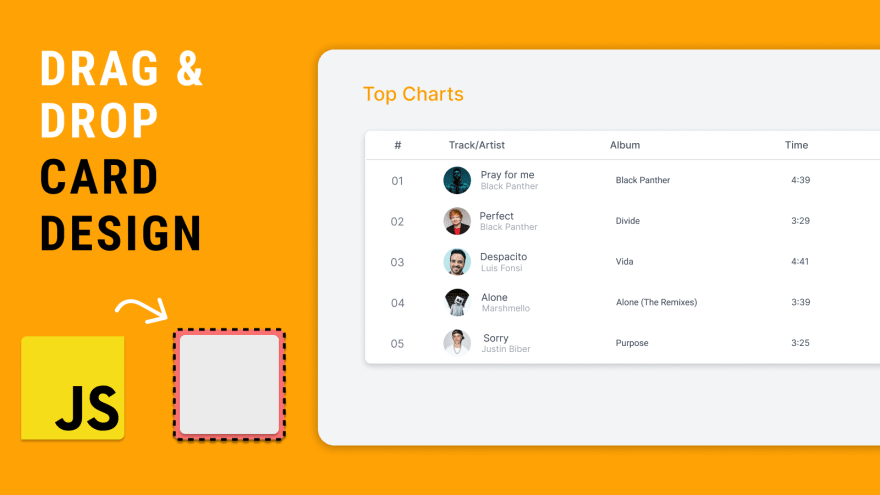 DRAG &
DROP
CARD
DESIGN
JS
Top Charts
# Track/Artist Album Time
01 Pray for me Black Panther 4:39
Black Panther
02 Perfect Divide 3:29
Black Panther
03 Despacito Vida 4:41
Luis Fonsi
04 Alone Alone (The Remixes) 3:39
Marshmello
05 Sorry Purpose 3:25
Justin Biber